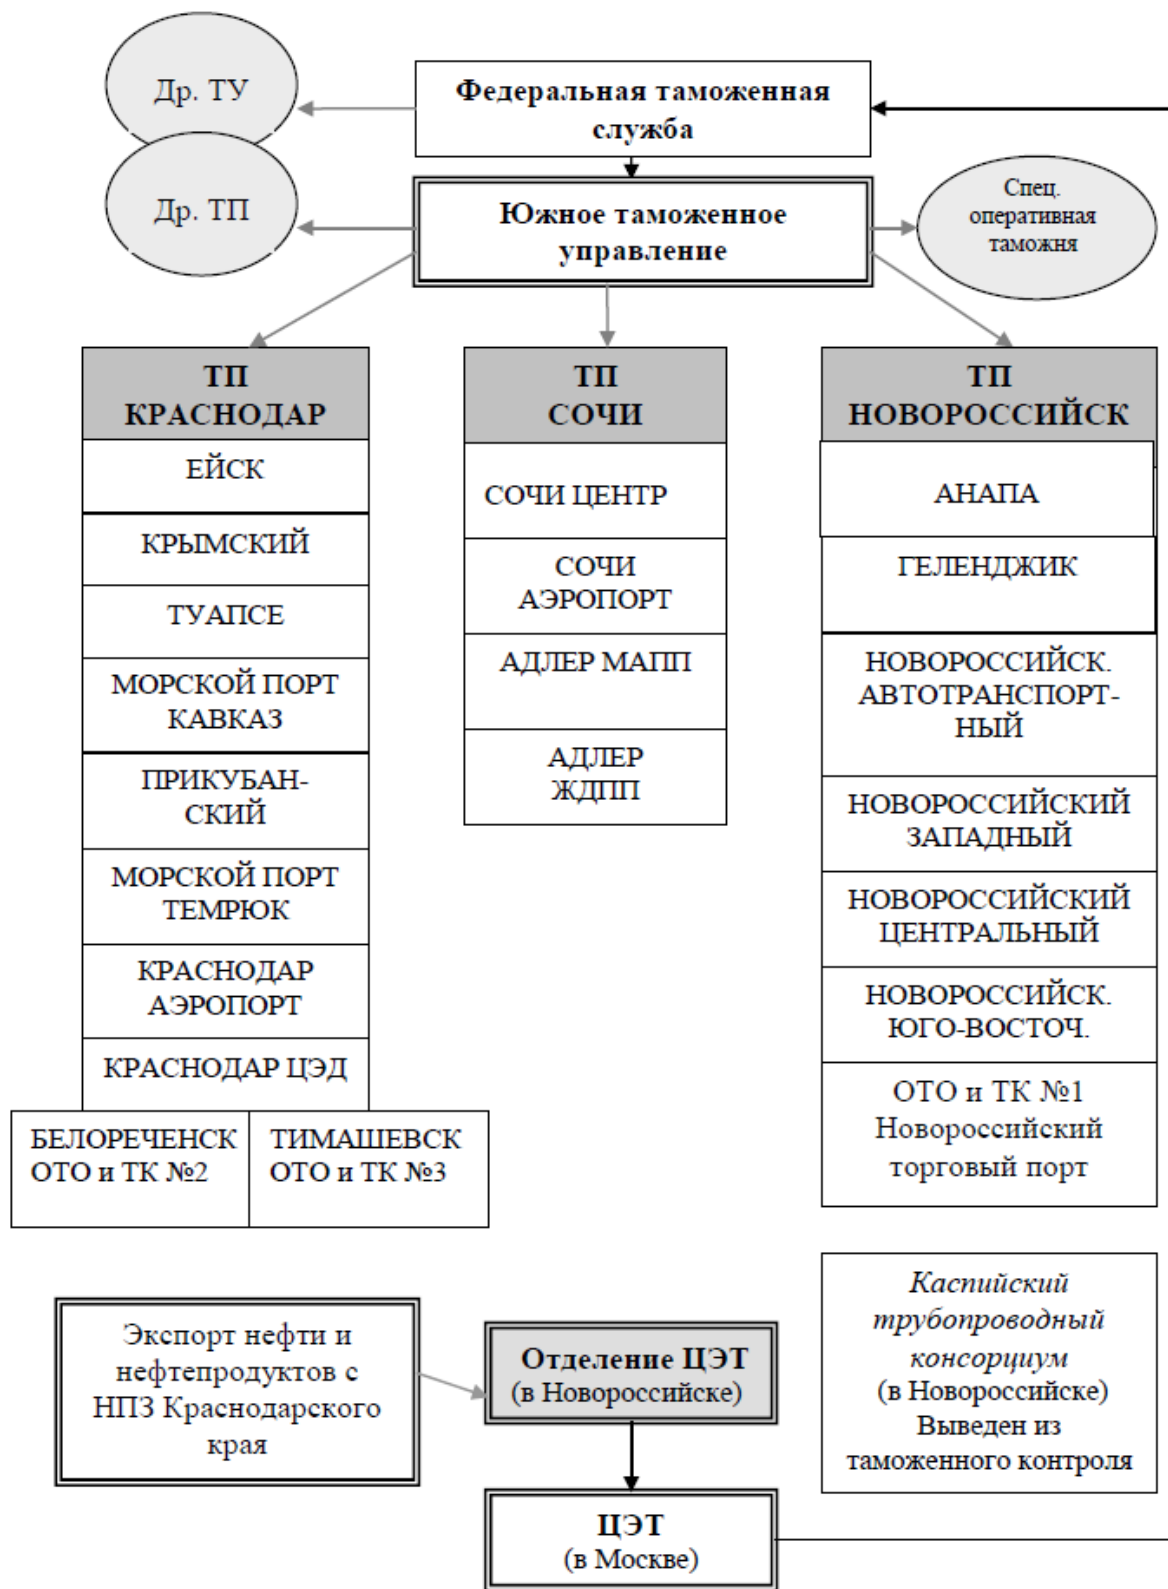 Др. ТУ
Федеральная таможенная
служба
Др. ТП
Южное таможенное
управление
Спец.
оперативная
таможня
ТП
КРАСНОДАР
ЕЙСК
КРЫМСКИЙ
ТУАПСЕ
МОРСКОЙ ПОРТ
КАВКАЗ
ПРИКУБАН-
СКИЙ
МОРСКОЙ ПОРТ
ТЕМРЮК
КРАСНОДАР
АЭРОПОРТ
КРАСНОДАР ЦЭД
БЕЛОРЕЧЕНСК
ОТО и ТК №2
ТИМАШЕВСК
ОТО и ТК №3
ТП
СОЧИ
СОЧИ ЦЕНТР
СОЧИ
АЭРОПОРТ
АДЛЕР МАПП
АДЛЕР
ЖДПП
ТП
НОВОРОССИЙСК
АНАПА
ГЕЛЕНДЖИК
НОВОРОССИЙСК.
АВТОТРАНСПОРТ-
НЫЙ
НОВОРОССИЙСКИЙ
ЗАПАДНЫЙ
НОВОРОССИЙСКИЙ
ЦЕНТРАЛЬНЫЙ
НОВОРОССИЙСК.
ЮГО-ВОСТОЧ.
ОТО и ТК №1
Новороссийский
торговый порт
Экспорт нефти и
нефтепродуктов с
НПЗ Краснодарского
края
Отделение ЦЭТ
(в Новороссийске)
ЦЭТ
(в Москве)
Каспийский
трубопроводный
консорциум
(в Новороссийске)
Выведен из
таможенного контроля